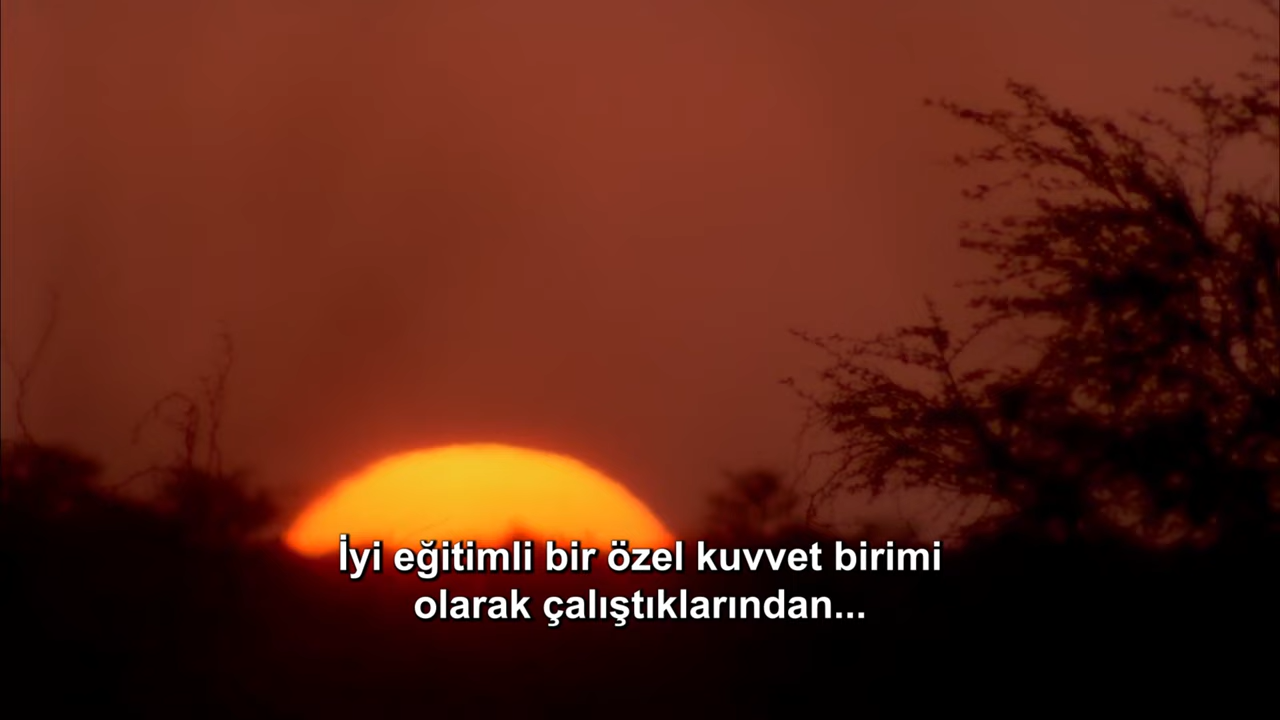 İyi eğitimli bir özel kuvvet birimi
olarak çalıştıklarından...